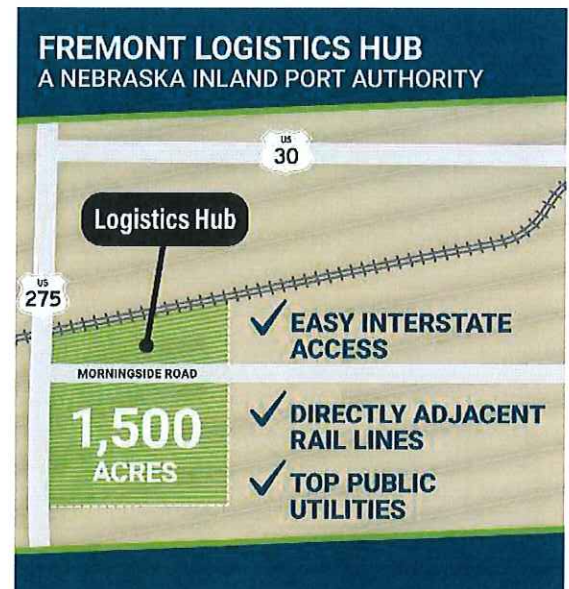 FREMONT LOGISTICS HUB
A NEBRASKA INLAND PORT AUTHORITY
US
30
Logistics Hub
US
275
EASY INTERSTATE
ACCESS
MORNINGSIDE ROAD
1,500
ACRES
DIRECTLY ADJACENT
RAIL LINES
TOP PUBLIC
UTILITIES